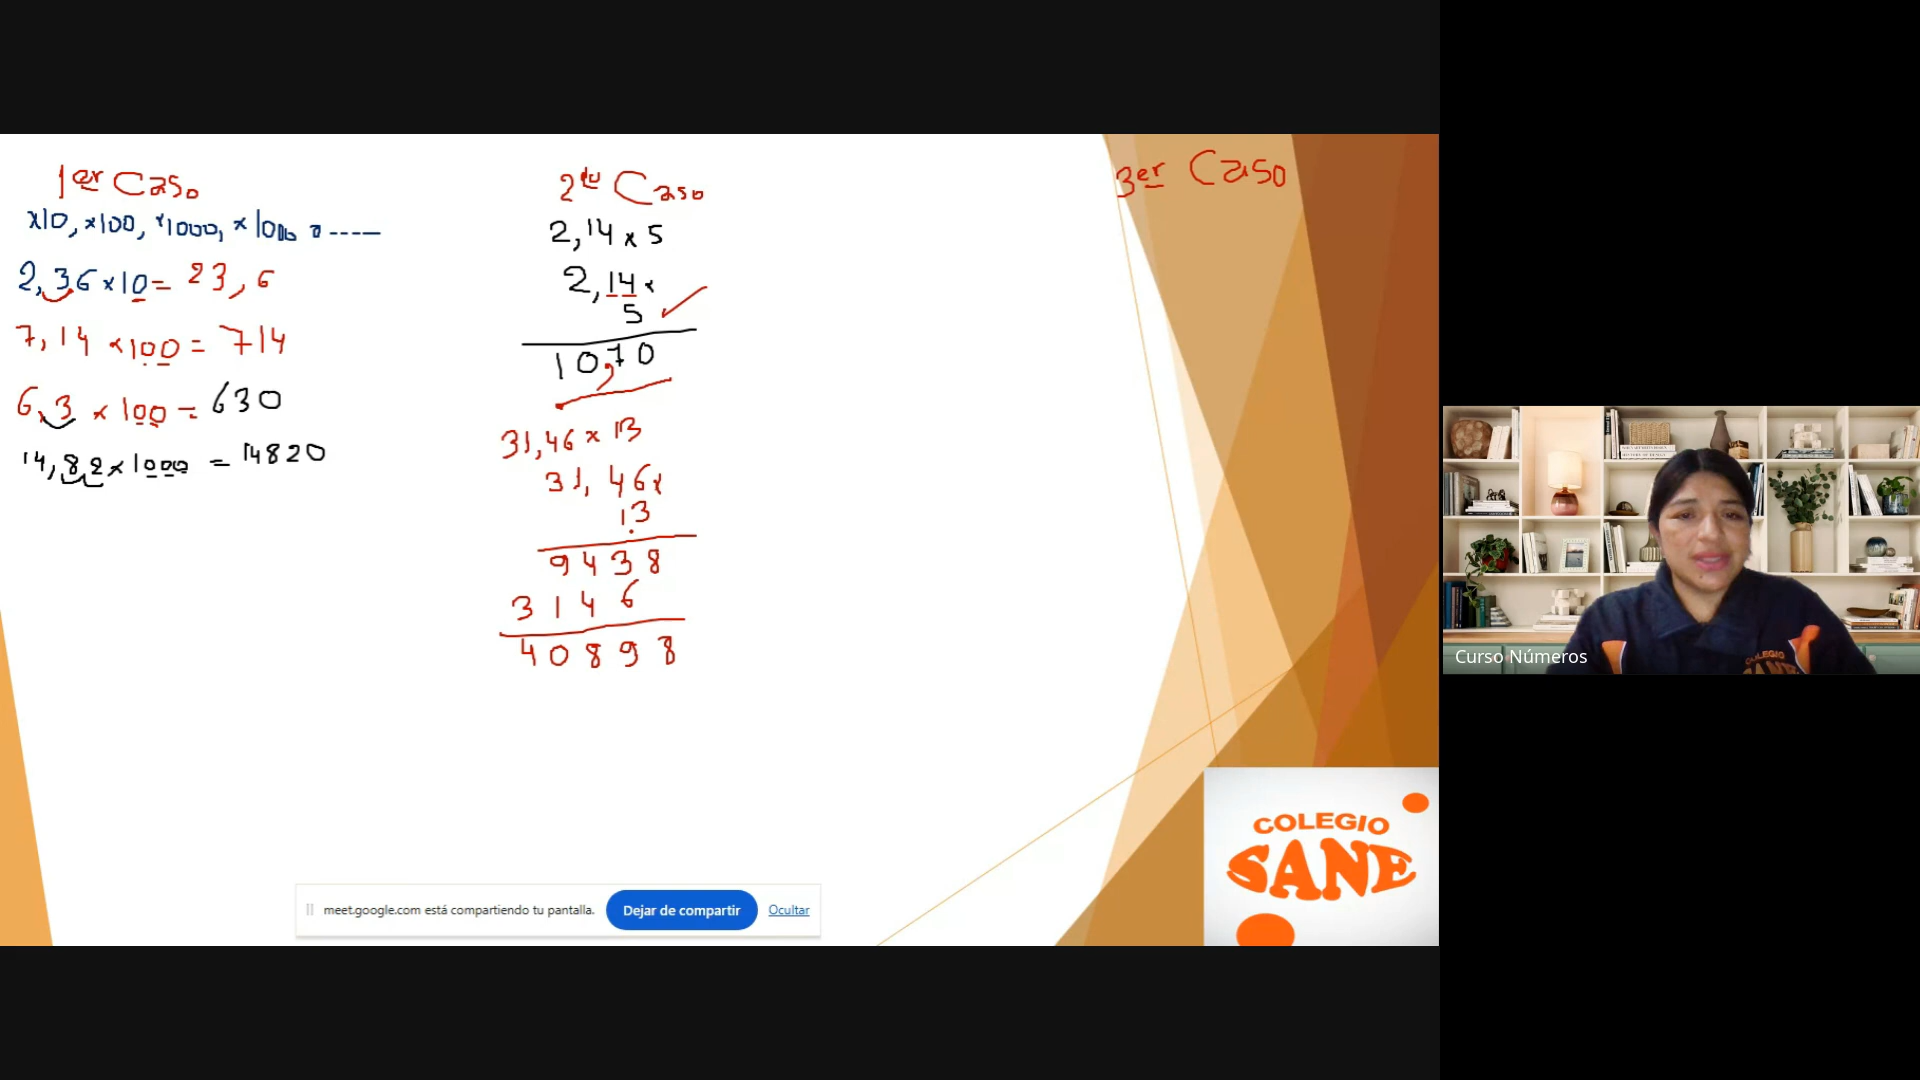 1er Caso
x10, x100, x1000, x1000 0 -----
2,36 x 10 = 23,6
7,14 x 100 = 714
6,3 x 100 = 630
14,82 x 1000 = 14820
2do Caso
2,14 x 5
2,14 x
5
10,70
31,46 x 13
31,46 x
13
9438
3146
40898
3er Caso
COLEGIO
SANE
meet.google.com está compartiendo tu pantalla.
Dejar de compartir
Ocultar
Curso Números
COLEGIO